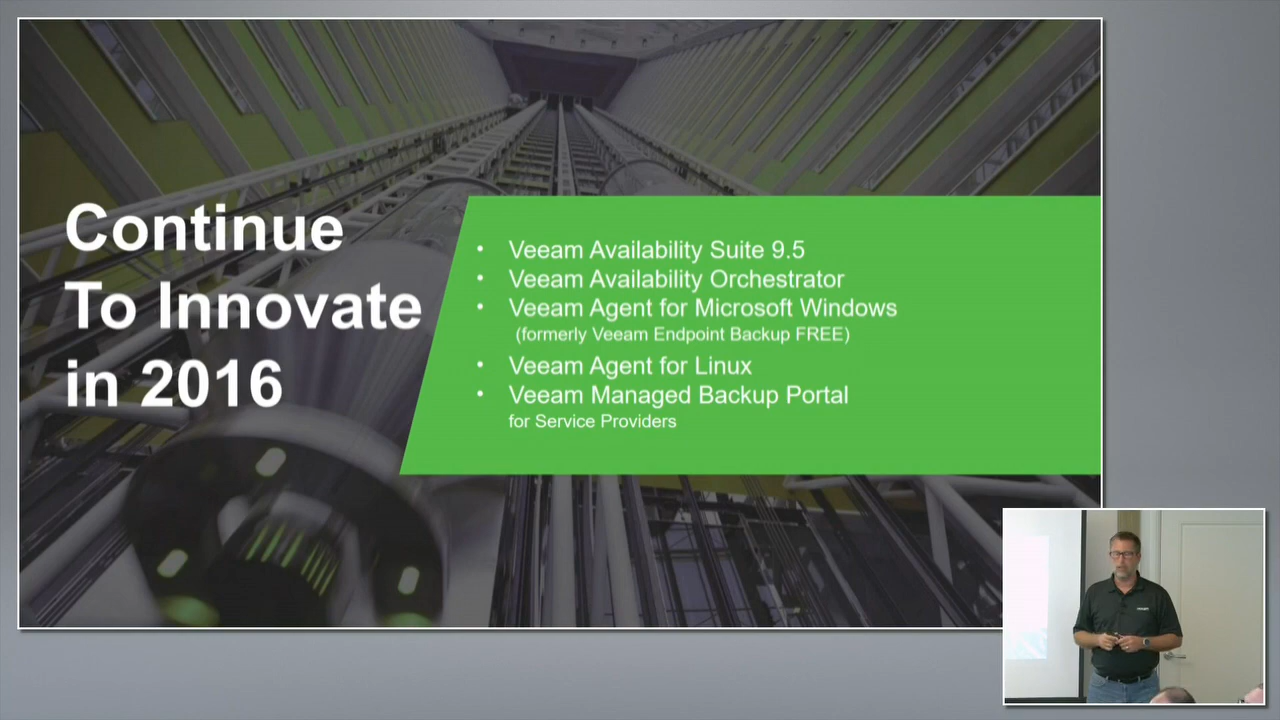 Continue
To Innovate
in 2016
• Veeam Availability Suite 9.5
• Veeam Availability Orchestrator
• Veeam Agent for Microsoft Windows
(formerly Veeam Endpoint Backup FREE)
• Veeam Agent for Linux
• Veeam Managed Backup Portal
for Service Providers